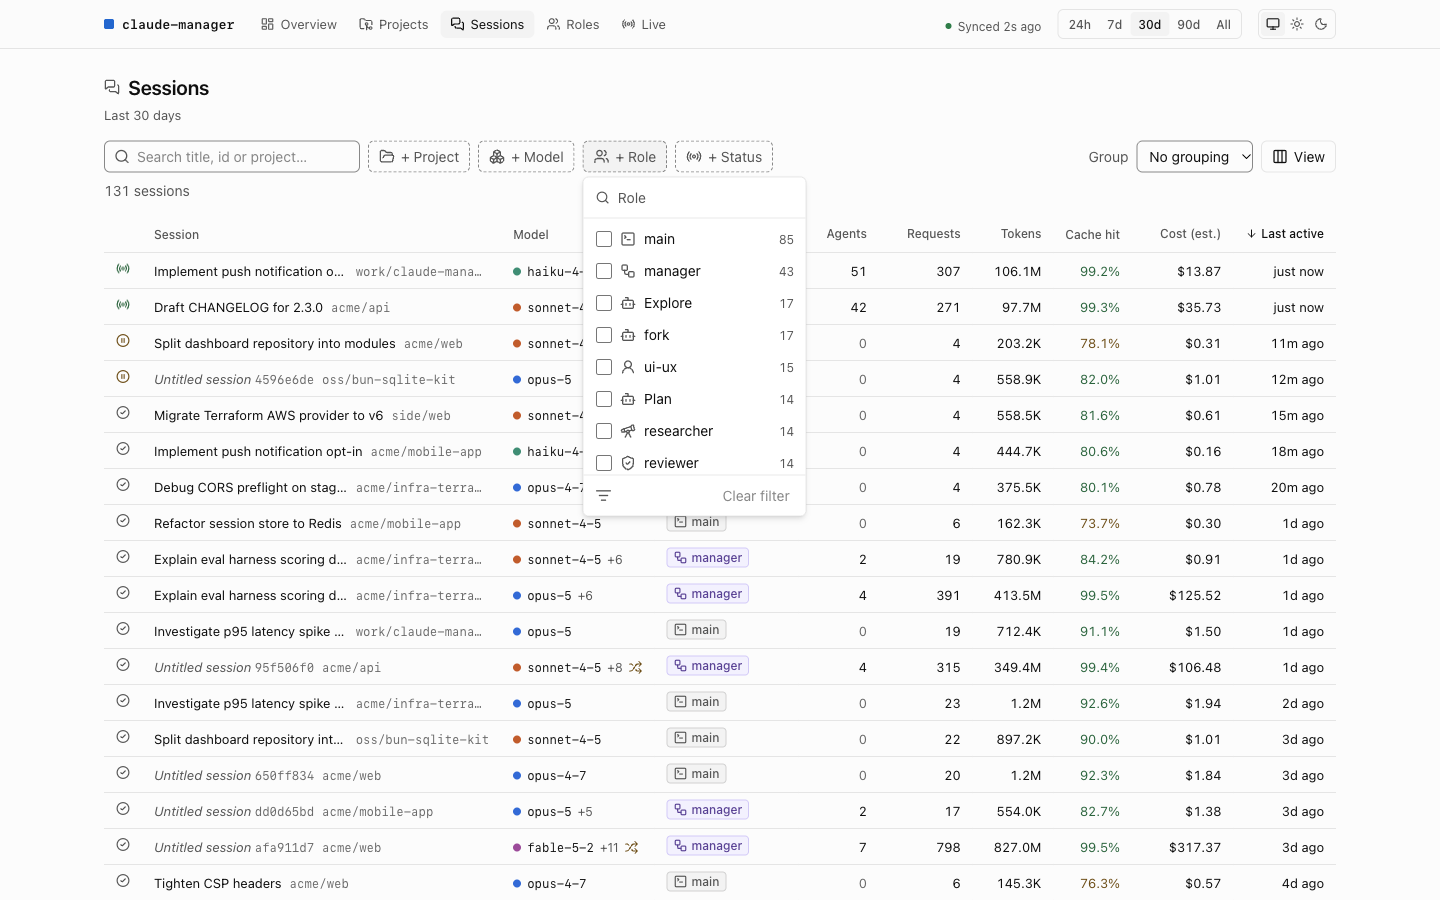 claude-manager Overview Projects Sessions Roles Live Synced 2s ago 24h 7d 30d 90d All
Sessions
Last 30 days
Search title, id or project... + Project + Model + Role + Status Group No grouping View
131 sessions
Role
main 85
manager 43
Explore 17
fork 17
ui-ux 15
Plan 14
researcher 14
reviewer 14
Clear filter
Session Model Agents Requests Tokens Cache hit Cost (est.) ↓ Last active
Implement push notification o... work/claude-mana... haiku-4- 51 307 106.1M 99.2% $13.87 just now
Draft CHANGELOG for 2.3.0 acme/api sonnet-4 42 271 97.7M 99.3% $35.73 just now
Split dashboard repository into modules acme/web sonnet-4 0 4 203.2K 78.1% $0.31 11m ago
Untitled session 4596e6de oss/bun-sqlite-kit opus-5 0 4 558.9K 82.0% $1.01 12m ago
Migrate Terraform AWS provider to v6 side/web sonnet-4 0 4 558.5K 81.6% $0.61 15m ago
Implement push notification opt-in acme/mobile-app haiku-4- 0 4 444.7K 80.6% $0.16 18m ago
Debug CORS preflight on stag... acme/infra-terra... opus-4-7 0 4 375.5K 80.1% $0.78 20m ago
Refactor session store to Redis acme/mobile-app sonnet-4-5 main 0 6 162.3K 73.7% $0.30 1d ago
Explain eval harness scoring d... acme/infra-terra... sonnet-4-5 +6 manager 2 19 780.9K 84.2% $0.91 1d ago
Explain eval harness scoring d... acme/infra-terra... opus-5 +6 manager 4 391 413.5M 99.5% $125.52 1d ago
Investigate p95 latency spike ... work/claude-mana... opus-5 main 0 19 712.4K 91.1% $1.50 1d ago
Untitled session 95f506f0 acme/api sonnet-4-5 +8 manager 4 315 349.4M 99.4% $106.48 1d ago
Investigate p95 latency spike ... acme/infra-terra... opus-5 main 0 23 1.2M 92.6% $1.94 2d ago
Split dashboard repository int... oss/bun-sqlite-kit sonnet-4-5 main 0 22 897.2K 90.0% $1.01 3d ago
Untitled session 650ff834 acme/web opus-4-7 main 0 20 1.2M 92.3% $1.84 3d ago
Untitled session dd0d65bd acme/mobile-app opus-5 +5 manager 2 17 554.0K 82.7% $1.38 3d ago
Untitled session afa911d7 acme/web fable-5-2 +11 manager 7 798 827.0M 99.5% $317.37 3d ago
Tighten CSP headers acme/web opus-4-7 main 0 6 145.3K 76.3% $0.57 4d ago